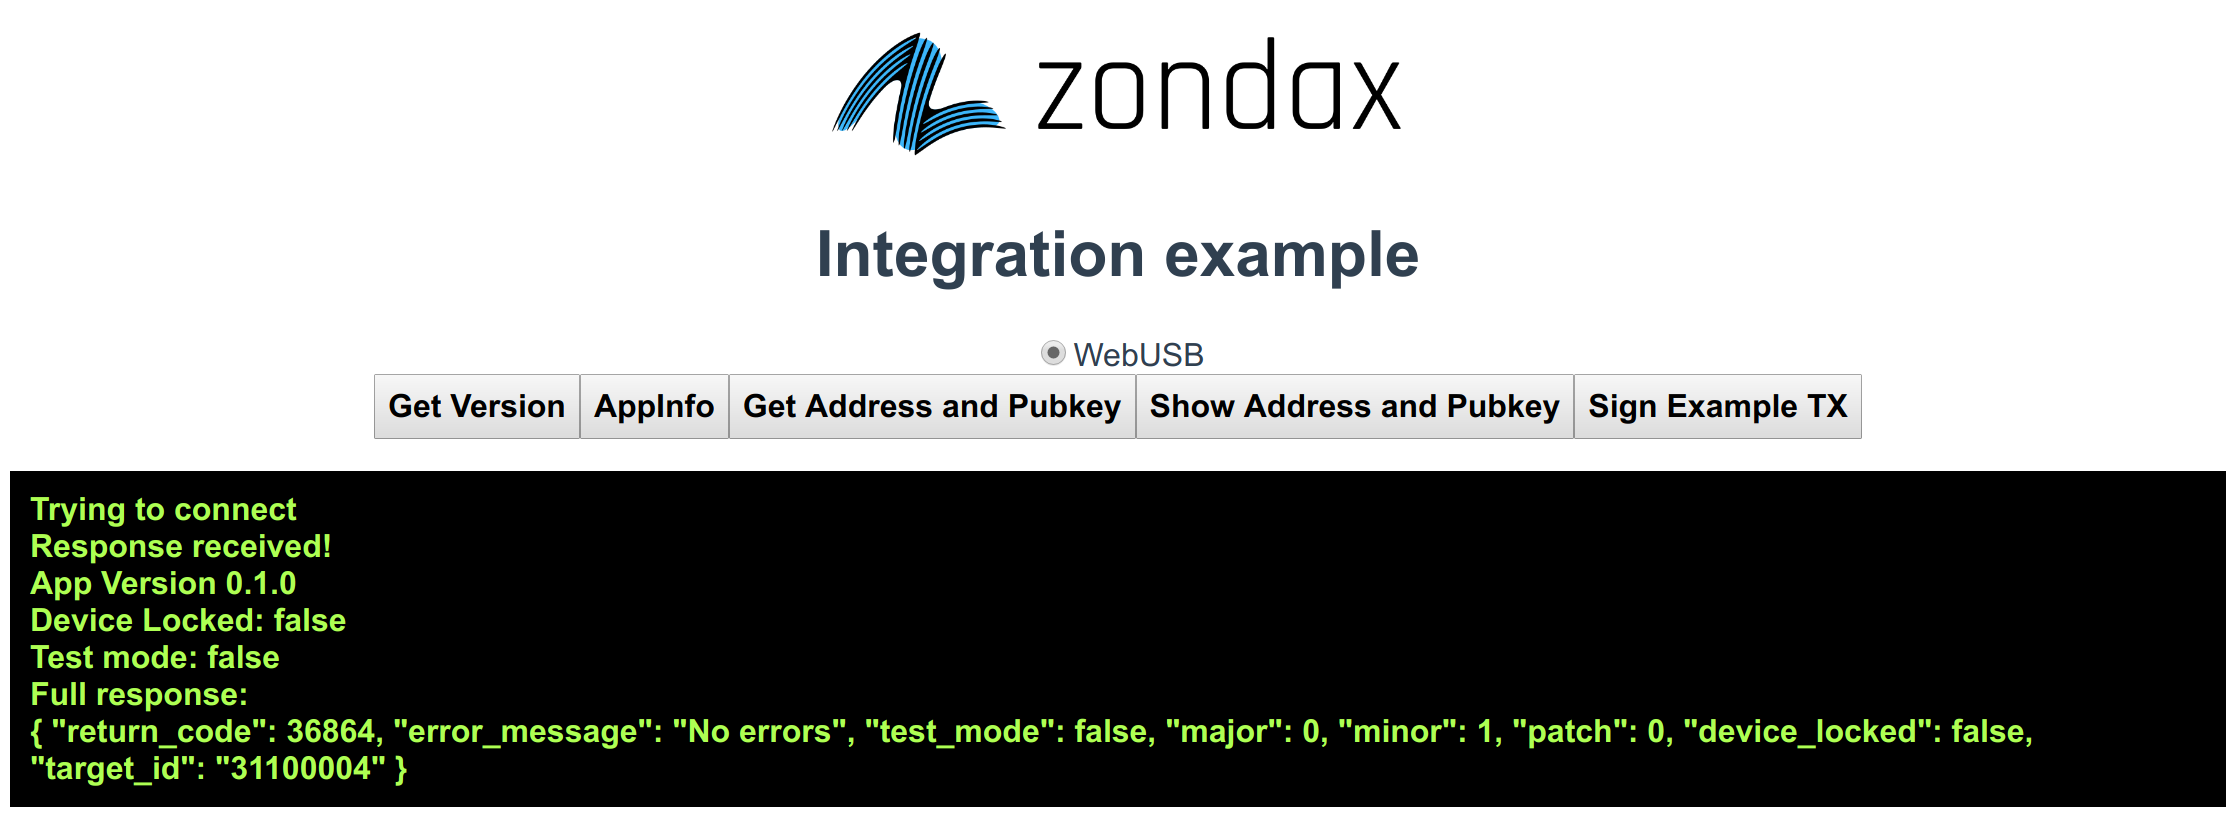 zondax
Integration example
WebUSB
Get Version AppInfo Get Address and Pubkey Show Address and Pubkey Sign Example TX
Trying to connect
Response received!
App Version 0.1.0
Device Locked: false
Test mode: false
Full response:
{ "return_code": 36864, "error_message": "No errors", "test_mode": false, "major": 0, "minor": 1, "patch": 0, "device_locked": false,
"target_id": "31100004" }